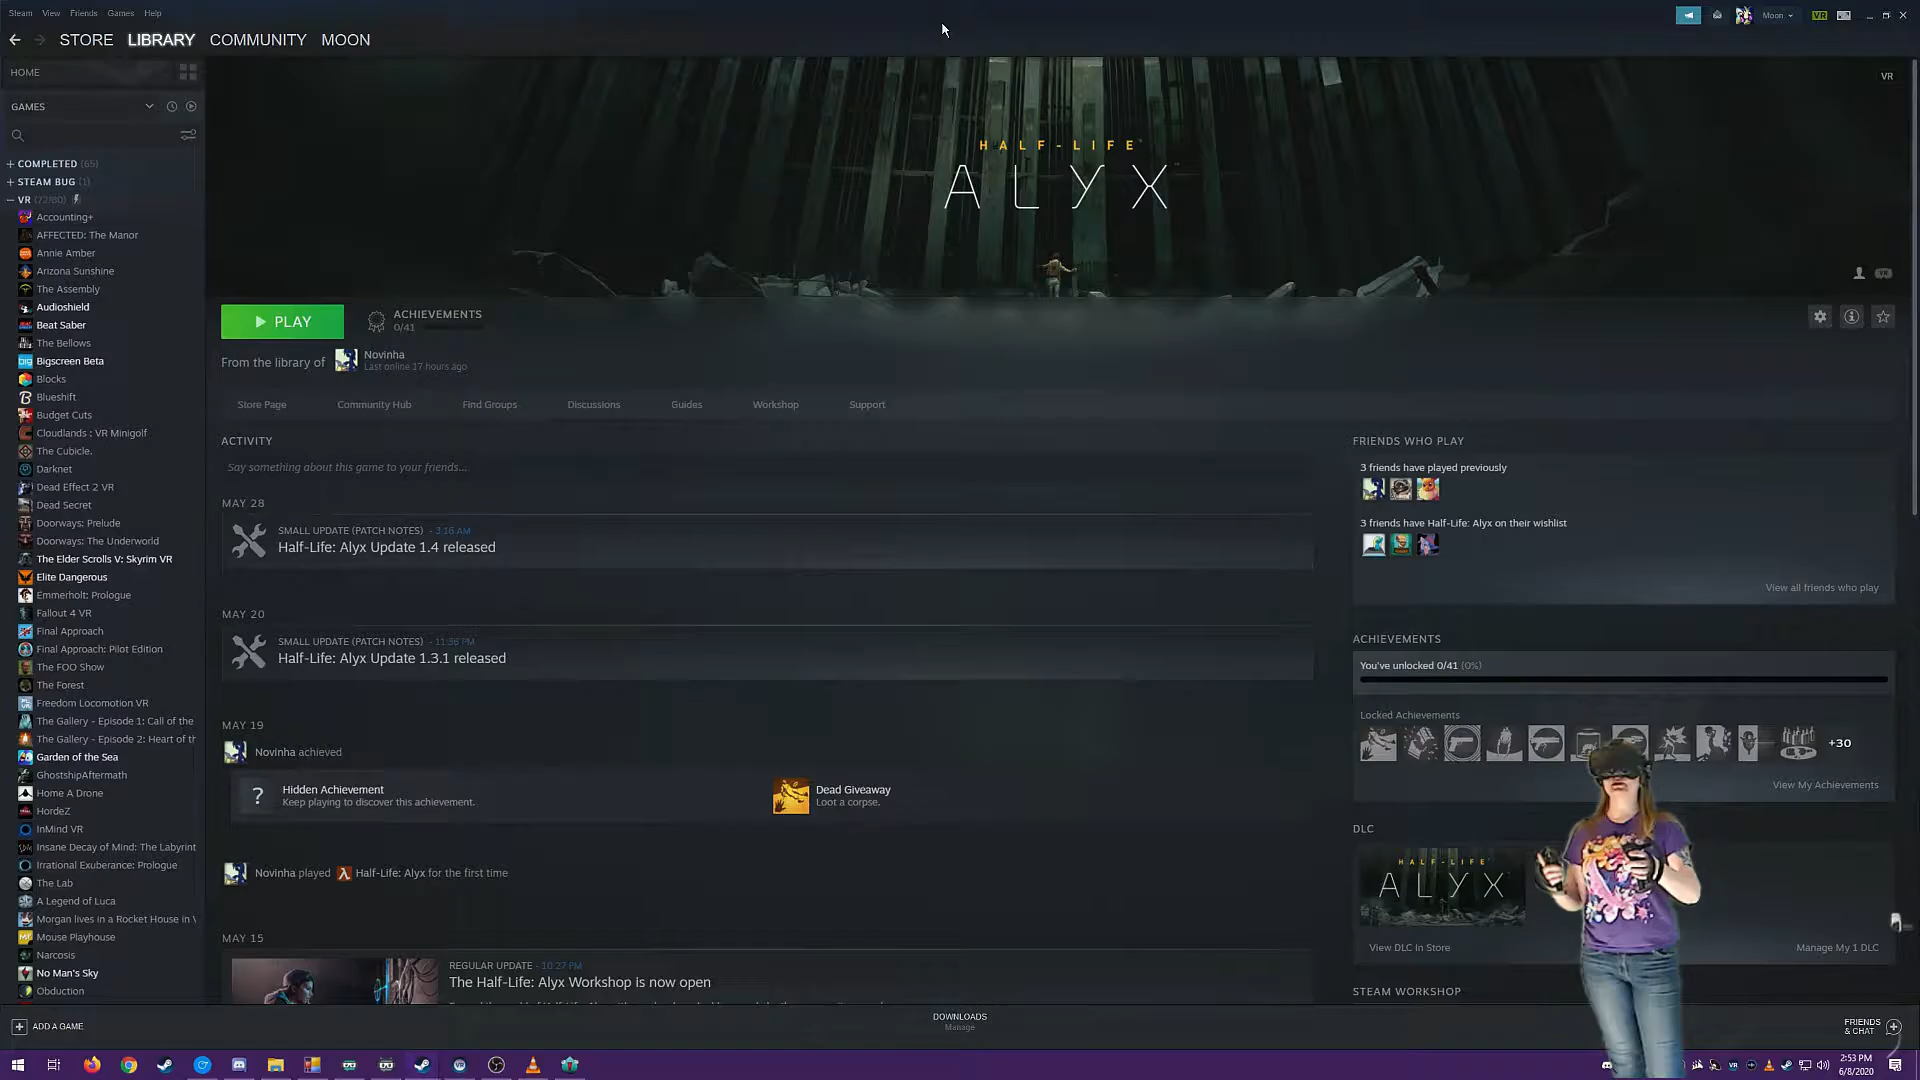 Steam View Friends Games Help
Moon
VR
STORE LIBRARY COMMUNITY MOON
HOME
GAMES
+ COMPLETED (65)
+ STEAM BUG (1)
— VR (72/80)
Accounting+
AFFECTED: The Manor
Annie Amber
Arizona Sunshine
The Assembly
Audioshield
Beat Saber
The Bellows
Bigscreen Beta
Blocks
Blueshift
Budget Cuts
Cloudlands : VR Minigolf
The Cubicle.
Darknet
Dead Effect 2 VR
Dead Secret
Doorways: Prelude
Doorways: The Underworld
The Elder Scrolls V: Skyrim VR
Elite Dangerous
Emmerholt: Prologue
Fallout 4 VR
Final Approach
Final Approach: Pilot Edition
The FOO Show
The Forest
Freedom Locomotion VR
The Gallery - Episode 1: Call of the
The Gallery - Episode 2: Heart of th
Garden of the Sea
GhostshipAftermath
Home A Drone
HordeZ
InMind VR
Insane Decay of Mind: The Labyrint
Irrational Exuberance: Prologue
The Lab
A Legend of Luca
Morgan lives in a Rocket House in V
Mouse Playhouse
Narcosis
No Man's Sky
Obduction
ADD A GAME
VR
HALF-LIFE
ALYX
PLAY
ACHIEVEMENTS
0/41
From the library of
Novinha
Last online 17 hours ago
Store Page Community Hub Find Groups Discussions Guides Workshop Support
ACTIVITY
Say something about this game to your friends...
MAY 28
SMALL UPDATE (PATCH NOTES) - 3:16 AM
Half-Life: Alyx Update 1.4 released
MAY 20
SMALL UPDATE (PATCH NOTES) - 11:36 PM
Half-Life: Alyx Update 1.3.1 released
MAY 19
Novinha achieved
Hidden Achievement
Keep playing to discover this achievement.
Dead Giveaway
Loot a corpse.
Novinha played Half-Life: Alyx for the first time
MAY 15
REGULAR UPDATE - 10:27 PM
The Half-Life: Alyx Workshop is now open
FRIENDS WHO PLAY
3 friends have played previously
3 friends have Half-Life: Alyx on their wishlist
View all friends who play
ACHIEVEMENTS
You've unlocked 0/41 (0%)
Locked Achievements
+30
View My Achievements
DLC
HALF-LIFE
ALYX
View DLC In Store
Manage My 1 DLC
STEAM WORKSHOP
DOWNLOADS
Manage
FRIENDS
& CHAT
2:53 PM
6/8/2020